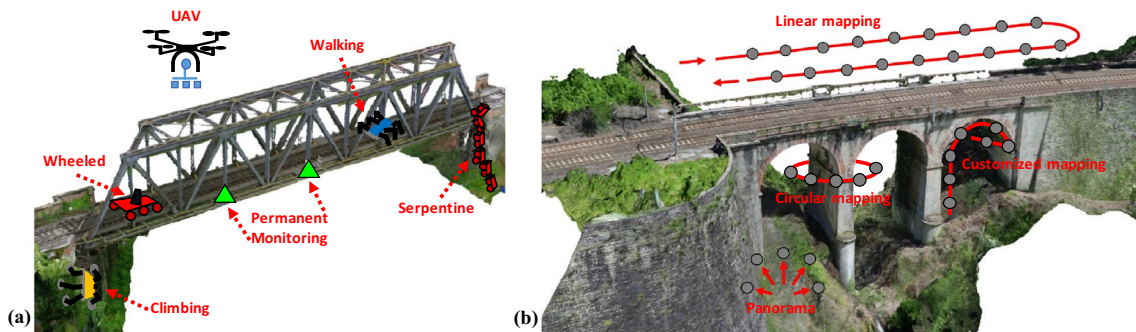 UAV
Walking
Wheeled
Permanent
Monitoring
Serpentine
Climbing
(a)
Linear mapping
Customized mapping
Circular mapping
Panorama
(b)